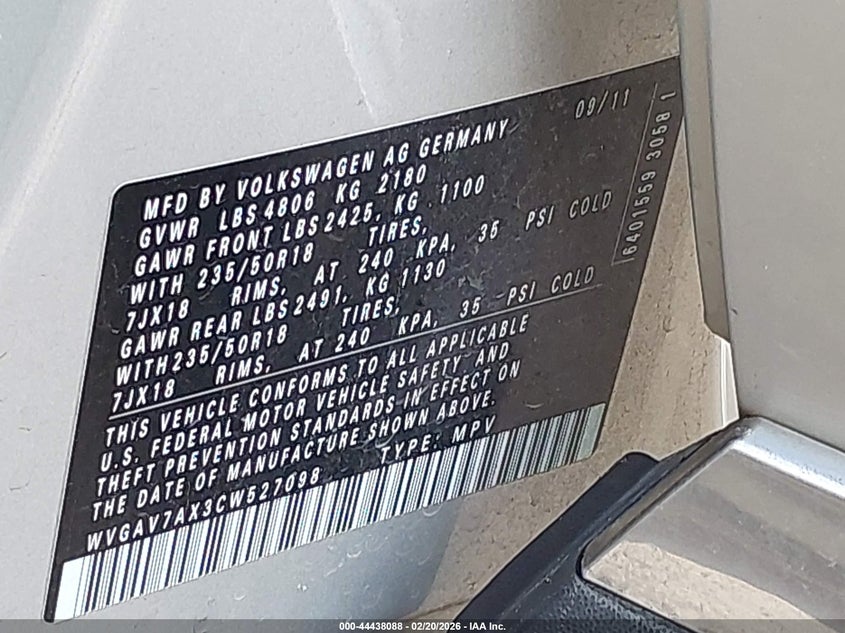 09/11
MFD BY VOLKSWAGEN AG GERMANY
GVWR LBS 4806 KG 2180
GAWR FRONT LBS 2425, KG 1100
WITH 235/50R18 TIRES,
7JX18 RIMS, AT 240 KPA, 35 PSI COLD
GAWR REAR LBS 2491, KG 1130
WITH 235/50R18 TIRES,
7JX18 RIMS, AT 240 KPA, 35 PSI COLD
THIS VEHICLE CONFORMS TO ALL APPLICABLE
U.S. FEDERAL MOTOR VEHICLE SAFETY AND
THEFT PREVENTION STANDARDS IN EFFECT ON
THE DATE OF MANUFACTURE SHOWN ABOVE.
WVGAV7AX3CW527098 TYPE: MPV
6401559 3058 1
000-44438088 - 02/20/2026 - IAA Inc.